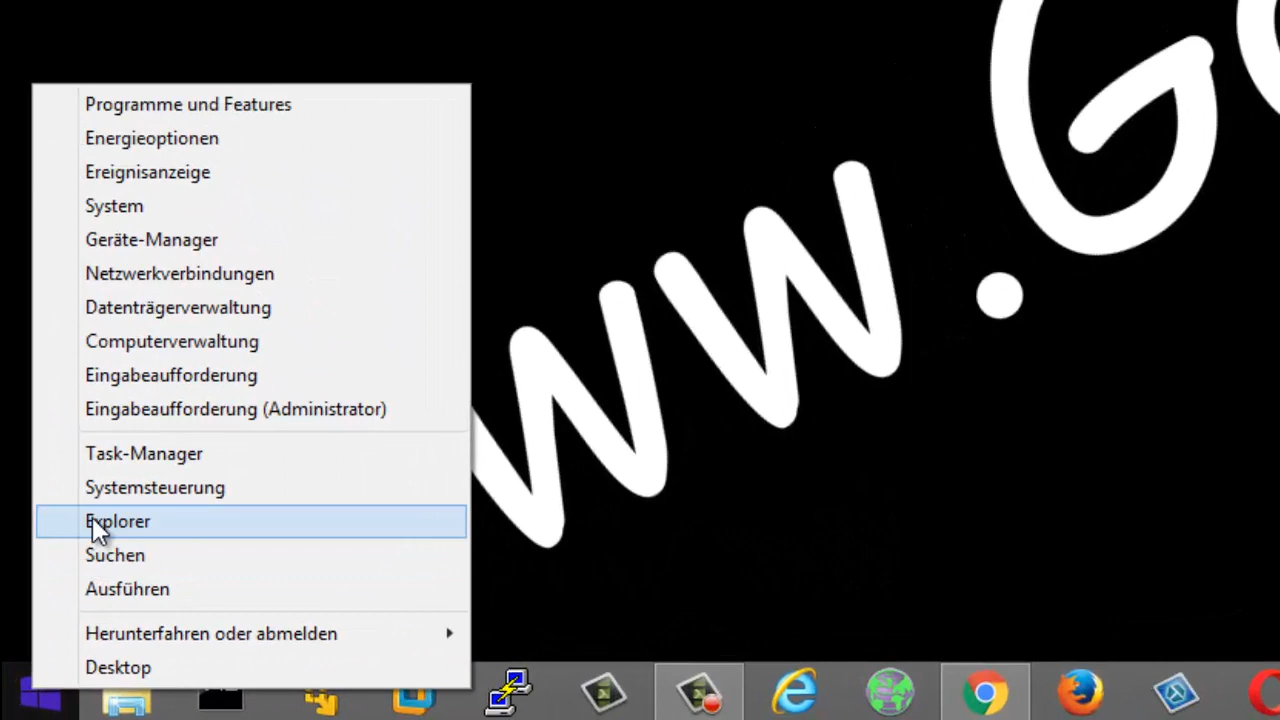 Programme und Features
Energieoptionen
Ereignisanzeige
System
Geräte-Manager
Netzwerkverbindungen
Datenträgerverwaltung
Computerverwaltung
Eingabeaufforderung
Eingabeaufforderung (Administrator)
Task-Manager
Systemsteuerung
Explorer
Suchen
Ausführen
Herunterfahren oder abmelden
Desktop
WW.G